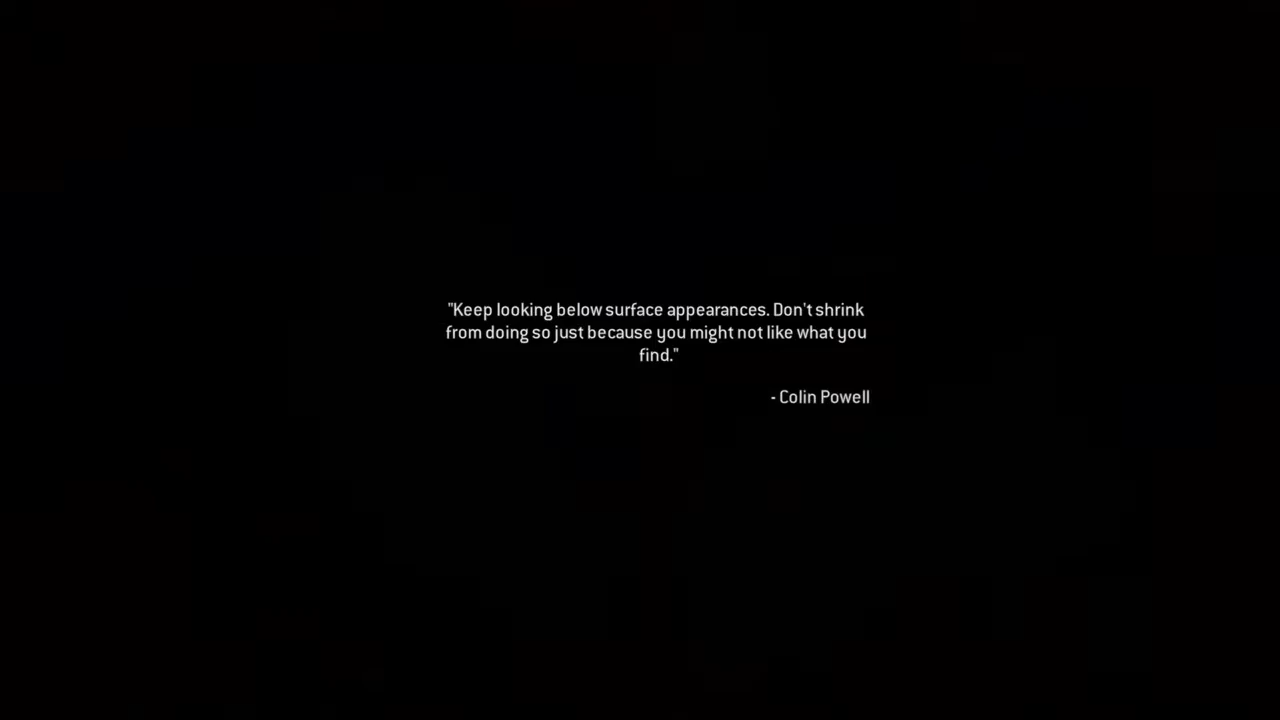 "Keep looking below surface appearances. Don't shrink
from doing so just because you might not like what you
find."
- Colin Powell